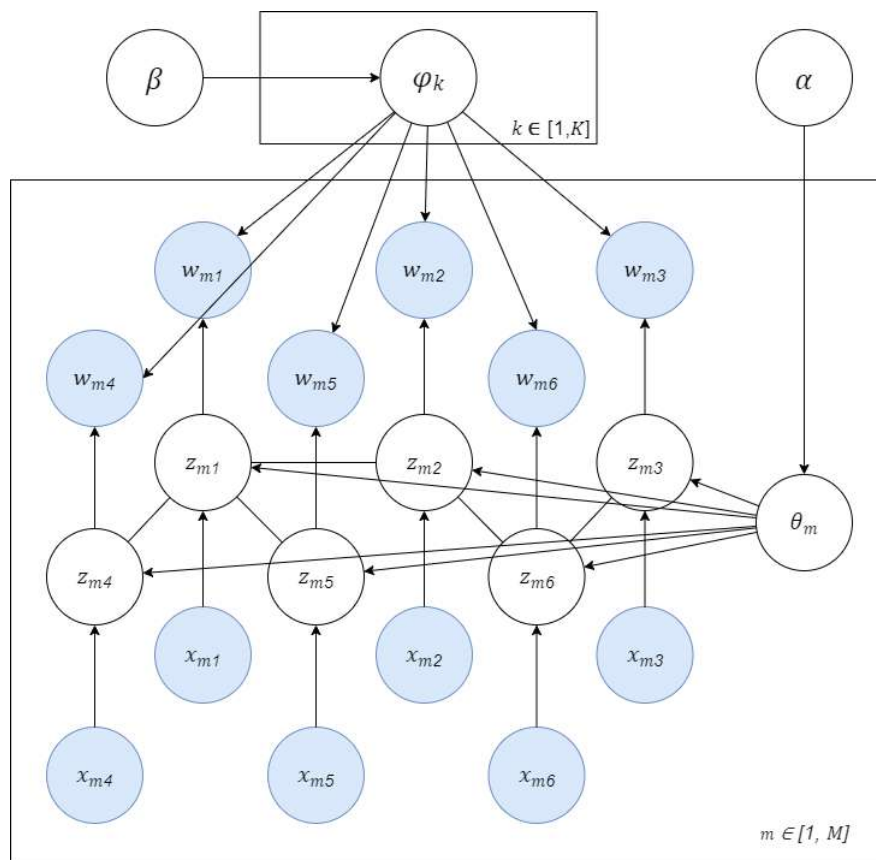 β
φk
α
k ∈ [1,K]
wm1
wm2
wm3
wm4
wm5
wm6
zm1
zm2
zm3
θm
zm4
zm5
zm6
xm1
xm2
xm3
xm4
xm5
xm6
m ∈ [1, M]